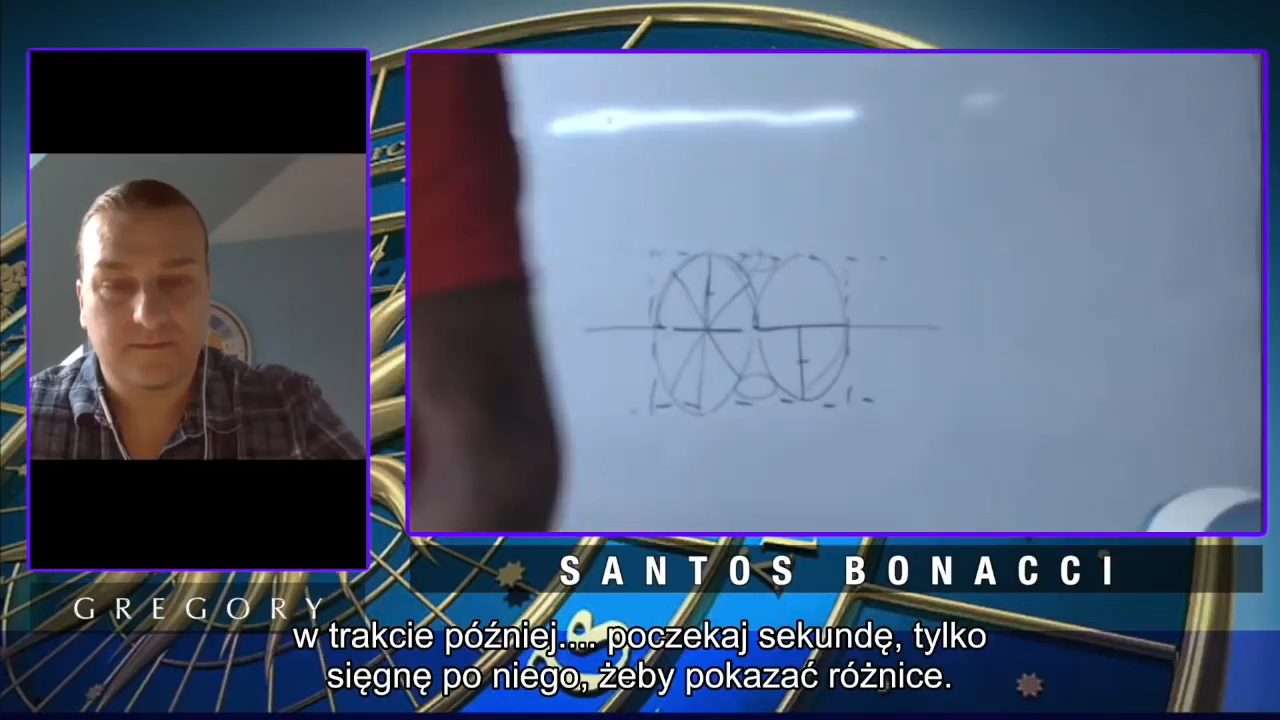 SANTOS BONACCI
GREGORY
w trakcie później.... poczekaj sekundę, tylko
sięgnę po niego, żeby pokazać różnice.